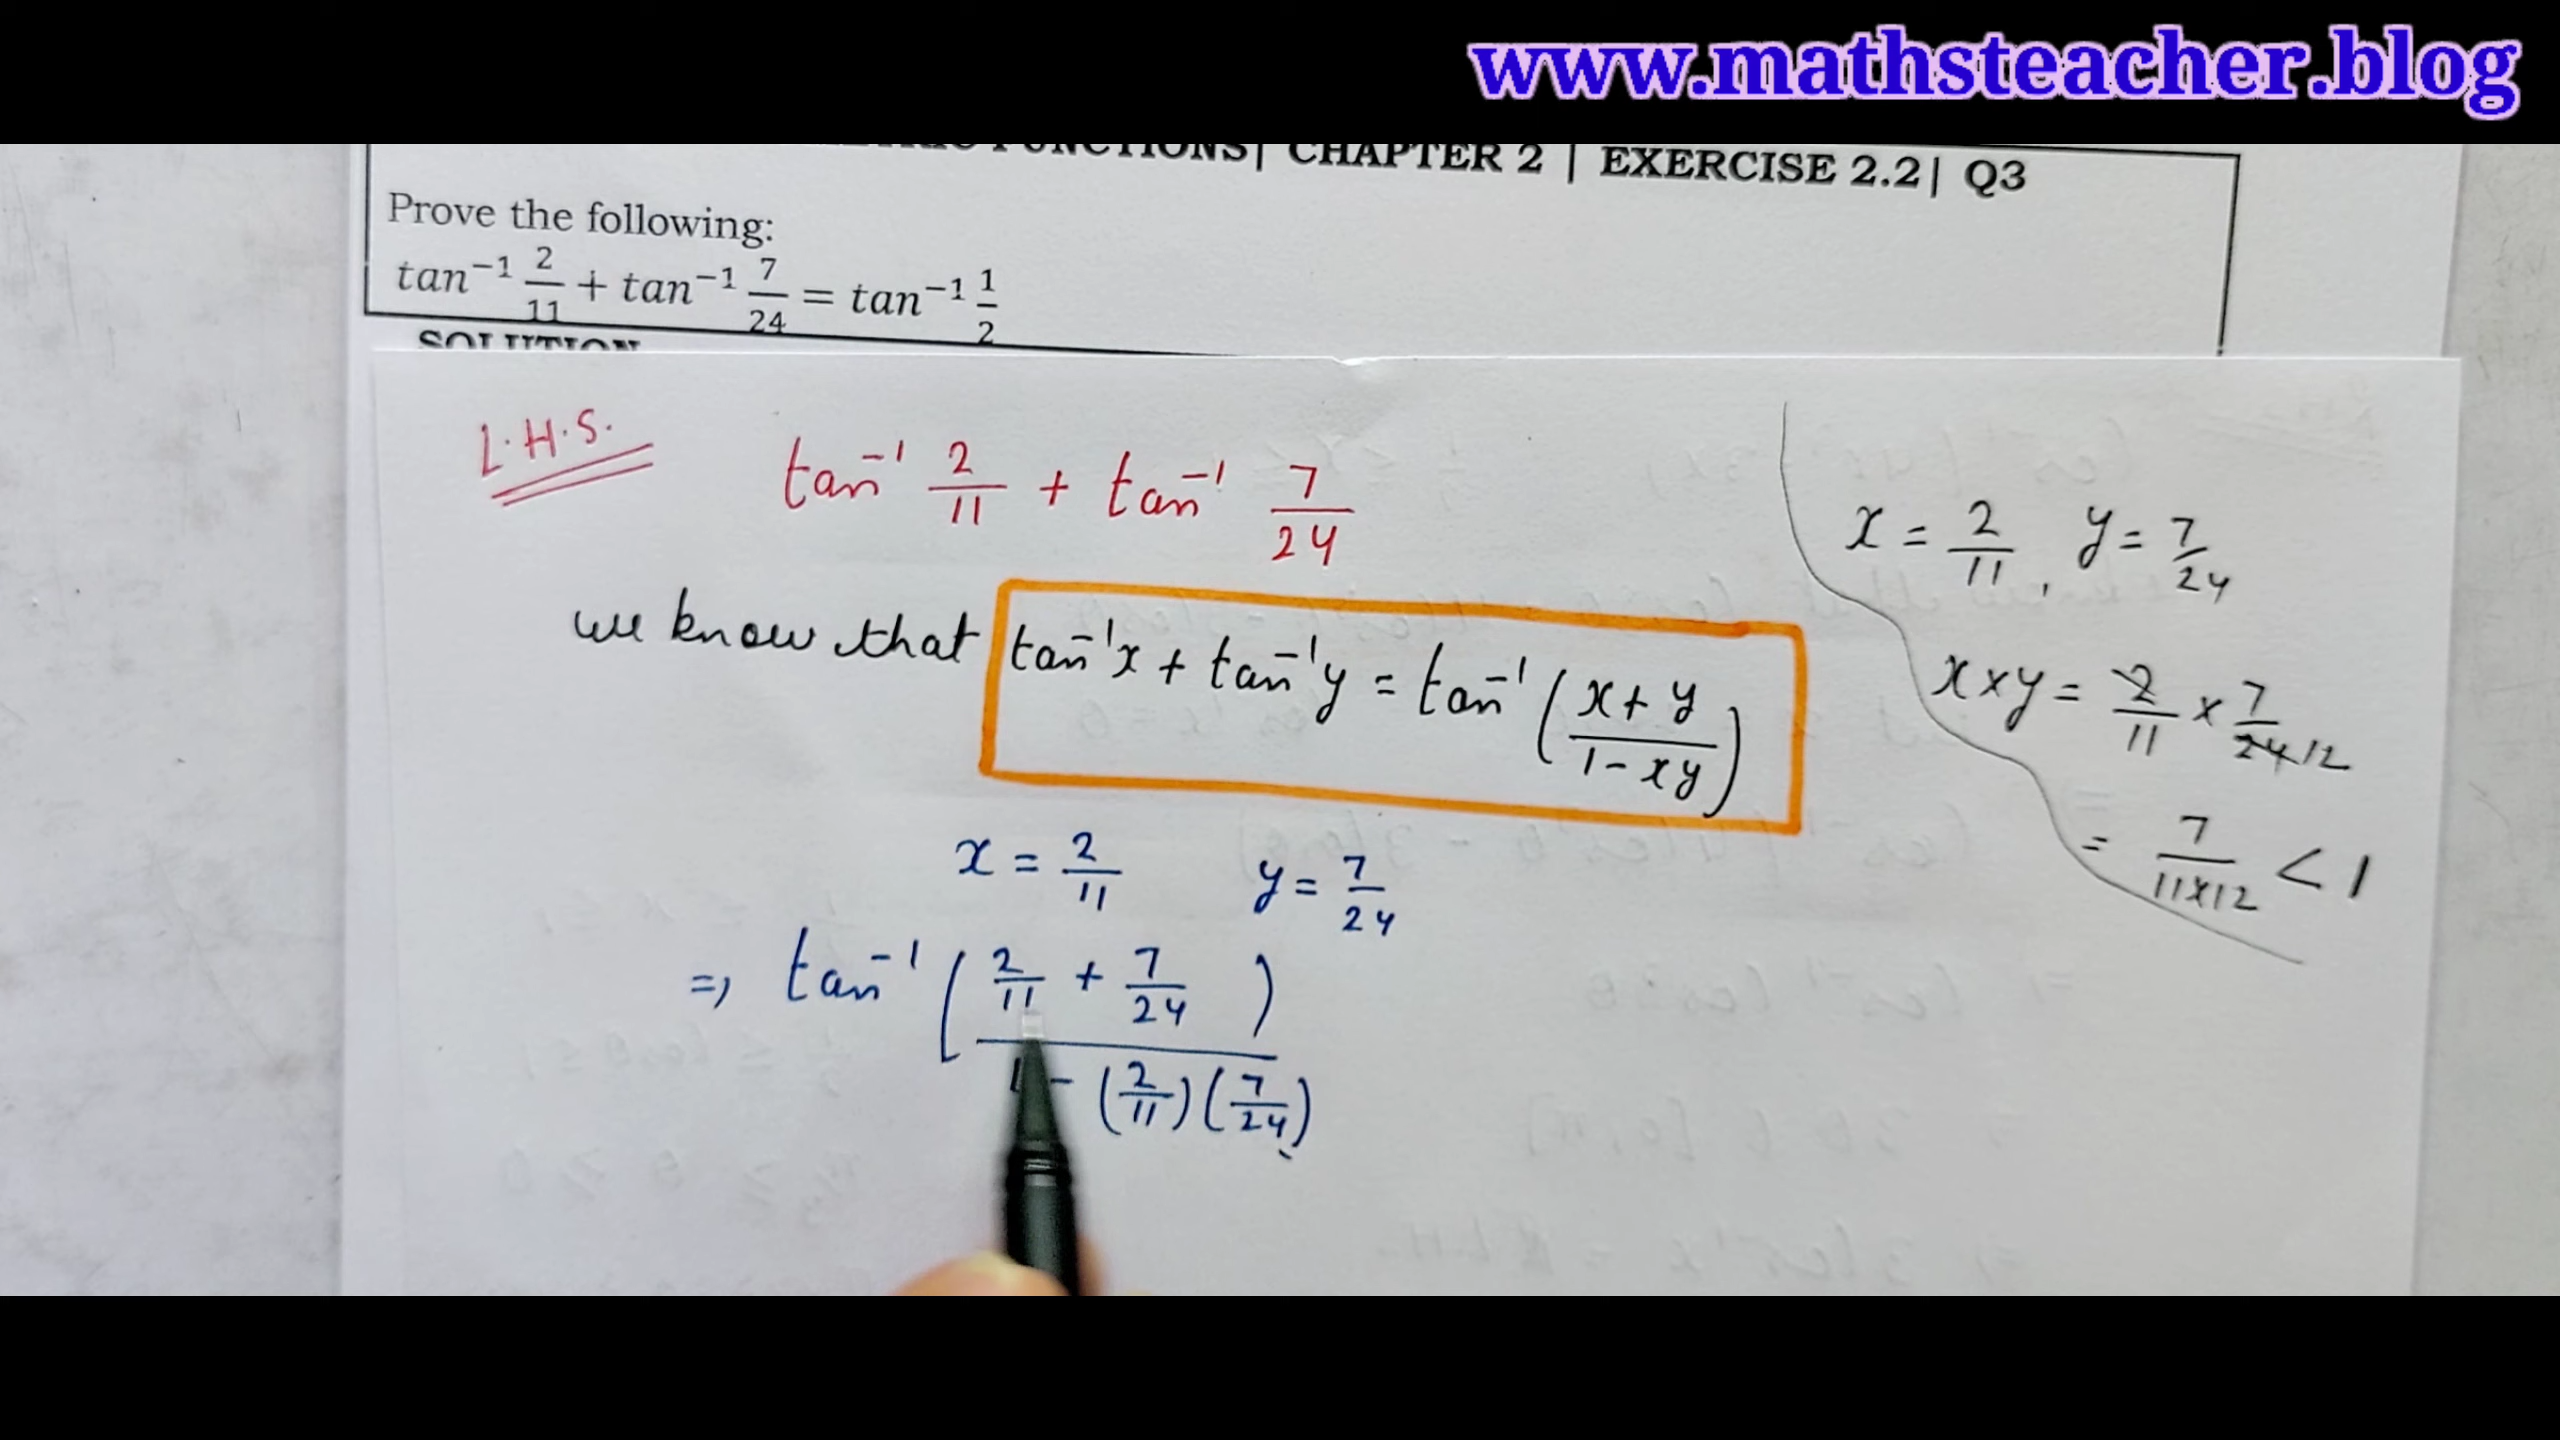 www.mathsteacher.blog
FUNCTIONS| CHAPTER 2 | EXERCISE 2.2| Q3
Prove the following:
tan⁻¹ 2/11 + tan⁻¹ 7/24 = tan⁻¹ 1/2
SOLUTION
L.H.S.
tan⁻¹ 2/11 + tan⁻¹ 7/24
we know that tan⁻¹x + tan⁻¹y = tan⁻¹ (x+y / 1-xy)
x = 2/11 y = 7/24
=> tan⁻¹ (2/11 + 7/24) / 1 - (2/11)(7/24)
x = 2/11, y = 7/24
x×y = 2/11 × 7/24 12
= 7/11×12 < 1